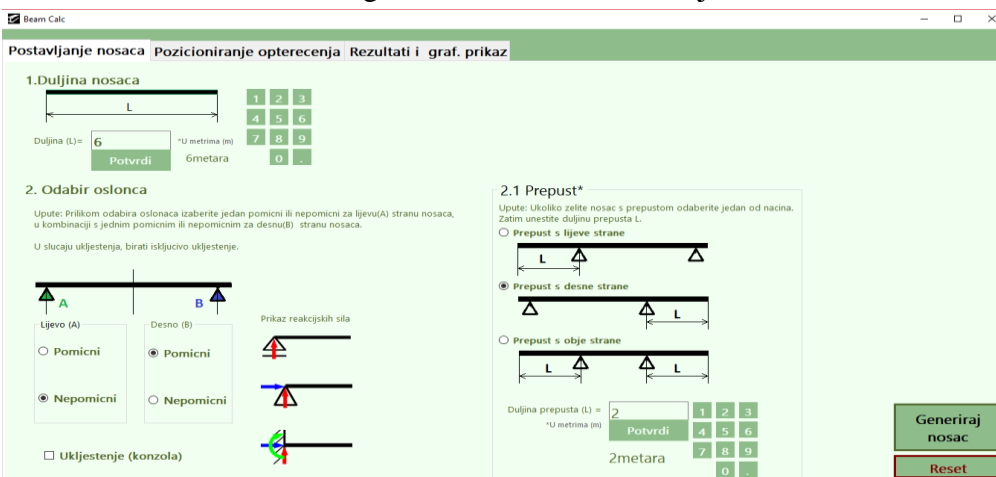 Beam Calc
Postavljanje nosaca Pozicioniranje opterecenja Rezultati i graf. prikaz
1.Duljina nosaca
L
1 2 3
4 5 6
7 8 9
0 .
Duljina (L)= 6 *U metrima (m)
Potvrdi 6metara
2. Odabir oslonca
Upute: Prilikom odabira oslonaca izaberite jedan pomicni ili nepomicni za lijevu(A) stranu nosaca,
u kombinaciji s jednim pomicnim ili nepomicnim za desnu(B) stranu nosaca.
U slucaju ukljestenja, birati iskljucivo ukljestenje.
A B
Lijevo (A) Desno (B)
Pomicni Pomicni
Nepomicni Nepomicni
Ukljestenje (konzola)
Prikaz reakcijskih sila
2.1 Prepust*
Upute: Ukoliko zelite nosac s prepustom odaberite jedan od nacina.
Zatim unestite duljinu prepusta L.
Prepust s lijeve strane
L
Prepust s desne strane
L
Prepust s obje strane
L L
Duljina prepusta (L) = 2
*U metrima (m)
Potvrdi
2metara
1 2 3
4 5 6
7 8 9
0 .
Generiraj
nosac
Reset